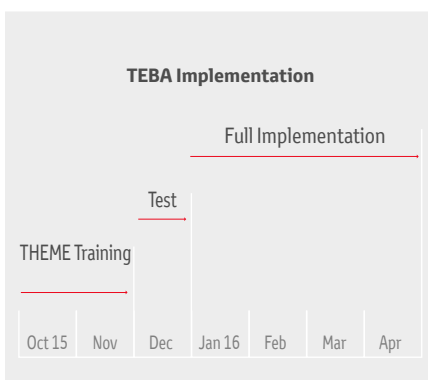 TEBA Implementation
Full Implementation
Test
THEME Training
Oct 15 Nov Dec Jan 16 Feb Mar Apr